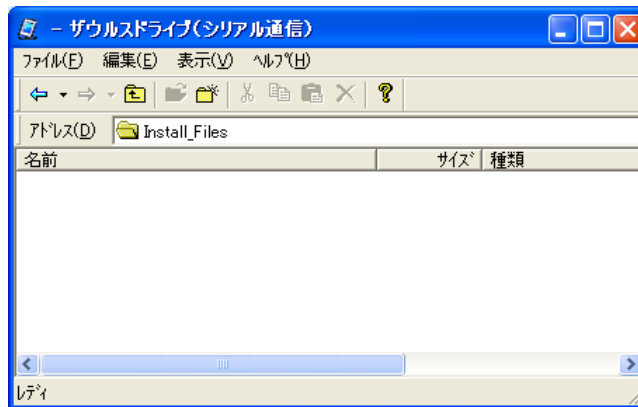 － ザウルスドライブ（シリアル通信）
ﾌｧｲﾙ(F) 編集(E) 表示(V) ﾍﾙﾌﾟ(H)
ｱﾄﾞﾚｽ(D) Install_Files
名前 ｻｲｽﾞ 種類
ﾚﾃﾞｨ